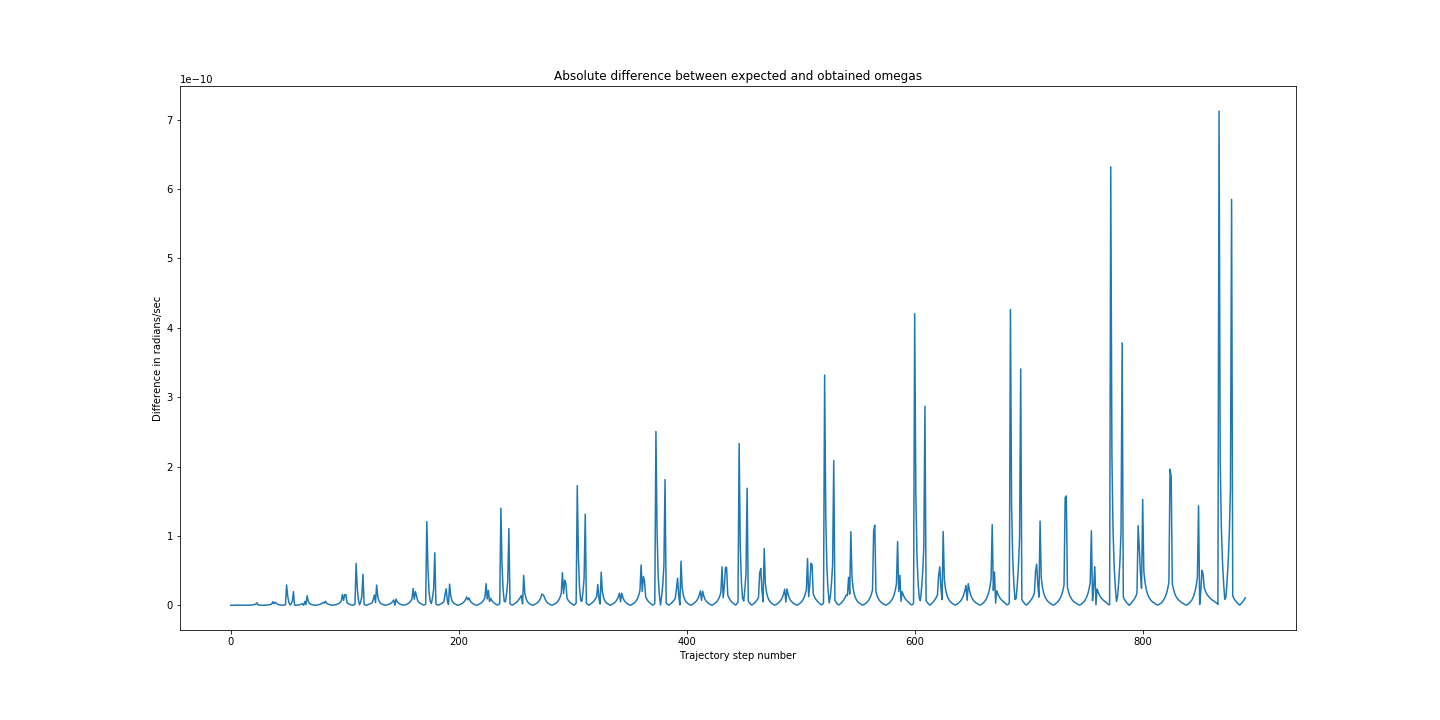 Absolute difference between expected and obtained omegas
1e−10
7
6
5
4
3
2
1
0
Difference in radians/sec
0 200 400 600 800
Trajectory step number